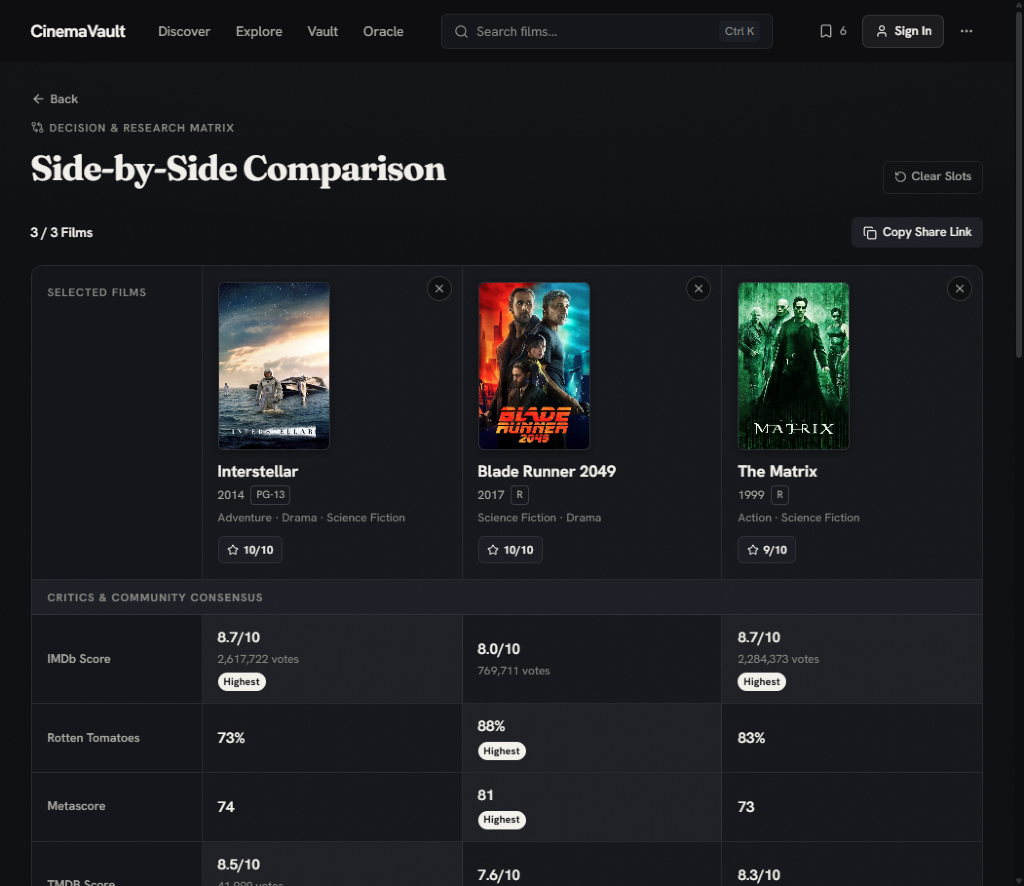 CinemaVault Discover Explore Vault Oracle Search films... Ctrl K 6 Sign In
Back
DECISION & RESEARCH MATRIX
Side-by-Side Comparison
Clear Slots
3 / 3 Films
Copy Share Link
SELECTED FILMS
INTERSTELLAR
BLADE
RUNNER
2049
MATRIX
Interstellar
2014 PG-13
Adventure · Drama · Science Fiction
10/10
Blade Runner 2049
2017 R
Science Fiction · Drama
10/10
The Matrix
1999 R
Action · Science Fiction
9/10
CRITICS & COMMUNITY CONSENSUS
IMDb Score
8.7/10
2,617,722 votes
Highest
8.0/10
769,711 votes
8.7/10
2,284,373 votes
Highest
Rotten Tomatoes
73%
88%
Highest
83%
Metascore
74
81
Highest
73
TMDB Score
8.5/10
41,900 votes
7.6/10
8.3/10